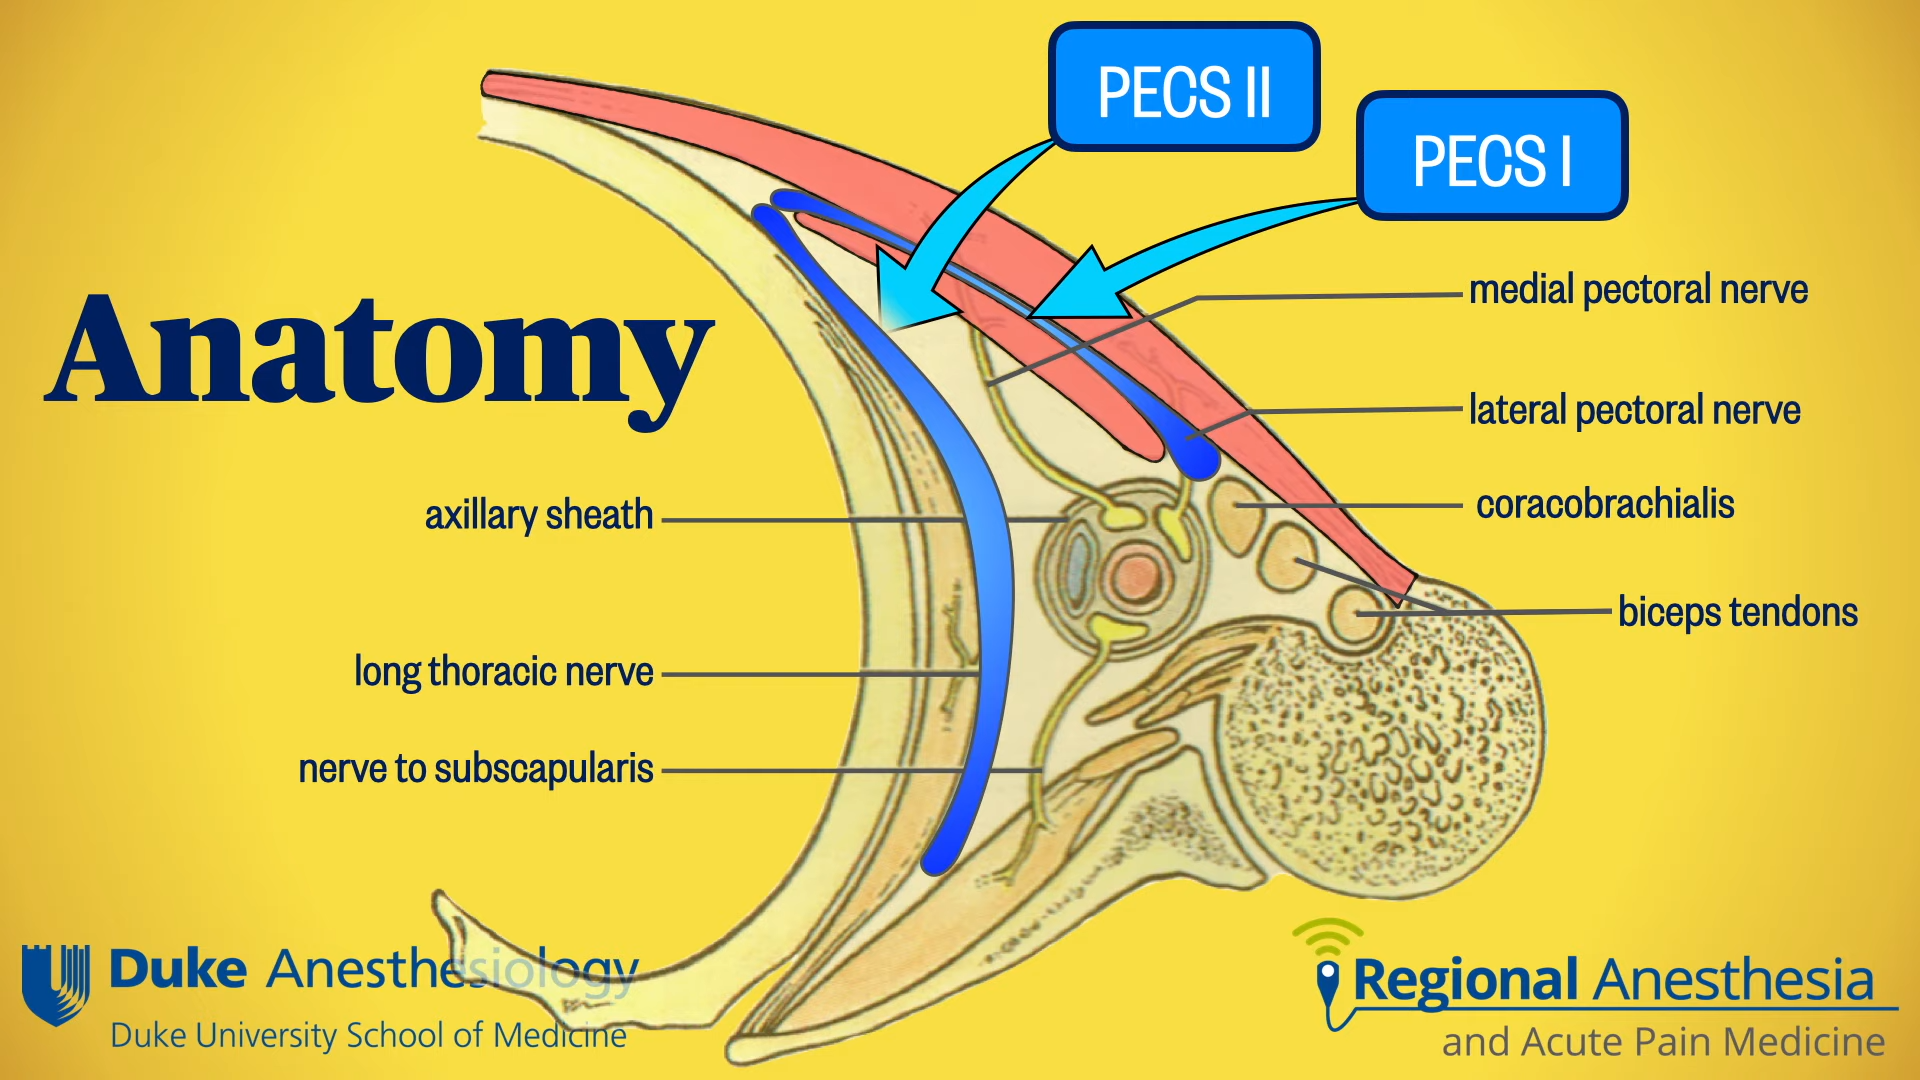 PECS II
PECS I
Anatomy
medial pectoral nerve
lateral pectoral nerve
coracobrachialis
biceps tendons
axillary sheath
long thoracic nerve
nerve to subscapularis
Duke Anesthesiology
Duke University School of Medicine
Regional Anesthesia
and Acute Pain Medicine